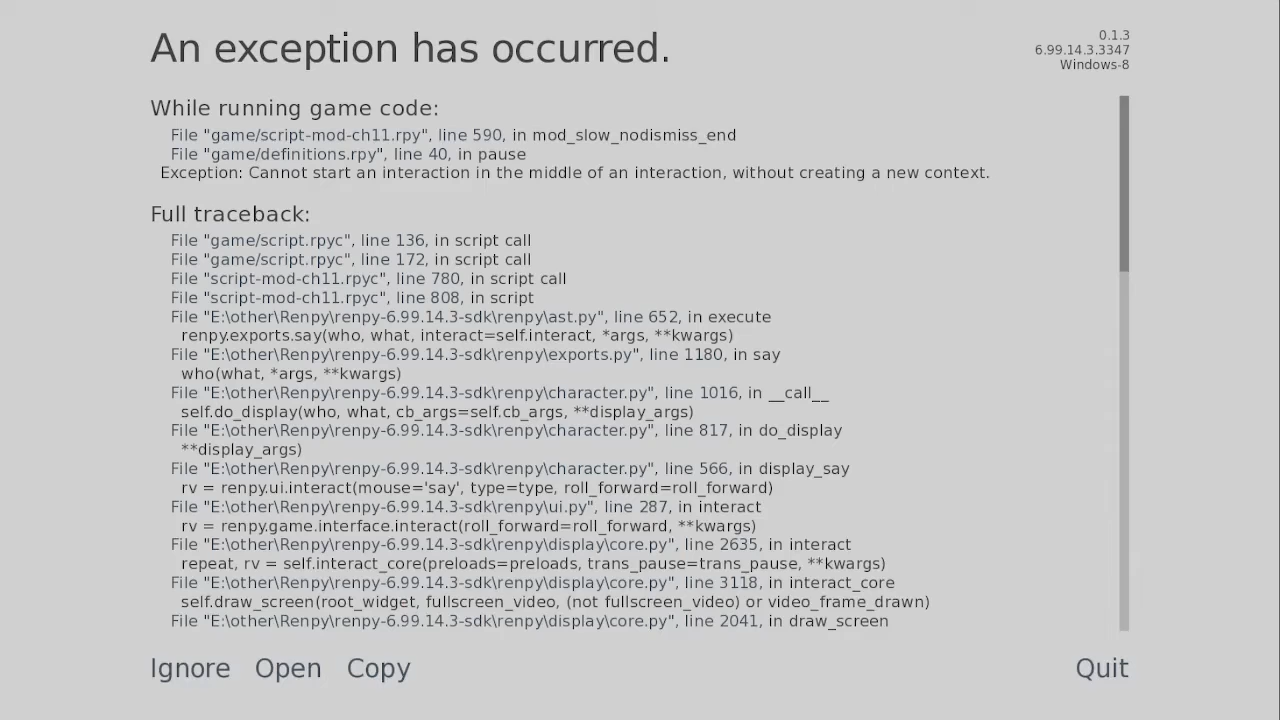 An exception has occurred.
0.1.3
6.99.14.3.3347
Windows-8
While running game code:
File "game/script-mod-ch11.rpy", line 590, in mod_slow_nodismiss_end
File "game/definitions.rpy", line 40, in pause
Exception: Cannot start an interaction in the middle of an interaction, without creating a new context.
Full traceback:
File "game/script.rpyc", line 136, in script call
File "game/script.rpyc", line 172, in script call
File "script-mod-ch11.rpyc", line 780, in script call
File "script-mod-ch11.rpyc", line 808, in script
File "E:\other\Renpy\renpy-6.99.14.3-sdk\renpy\ast.py", line 652, in execute
renpy.exports.say(who, what, interact=self.interact, *args, **kwargs)
File "E:\other\Renpy\renpy-6.99.14.3-sdk\renpy\exports.py", line 1180, in say
who(what, *args, **kwargs)
File "E:\other\Renpy\renpy-6.99.14.3-sdk\renpy\character.py", line 1016, in __call__
self.do_display(who, what, cb_args=self.cb_args, **display_args)
File "E:\other\Renpy\renpy-6.99.14.3-sdk\renpy\character.py", line 817, in do_display
**display_args)
File "E:\other\Renpy\renpy-6.99.14.3-sdk\renpy\character.py", line 566, in display_say
rv = renpy.ui.interact(mouse='say', type=type, roll_forward=roll_forward)
File "E:\other\Renpy\renpy-6.99.14.3-sdk\renpy\ui.py", line 287, in interact
rv = renpy.game.interface.interact(roll_forward=roll_forward, **kwargs)
File "E:\other\Renpy\renpy-6.99.14.3-sdk\renpy\display\core.py", line 2635, in interact
repeat, rv = self.interact_core(preloads=preloads, trans_pause=trans_pause, **kwargs)
File "E:\other\Renpy\renpy-6.99.14.3-sdk\renpy\display\core.py", line 3118, in interact_core
self.draw_screen(root_widget, fullscreen_video, (not fullscreen_video) or video_frame_drawn)
File "E:\other\Renpy\renpy-6.99.14.3-sdk\renpy\display\core.py", line 2041, in draw_screen
Ignore Open Copy Quit